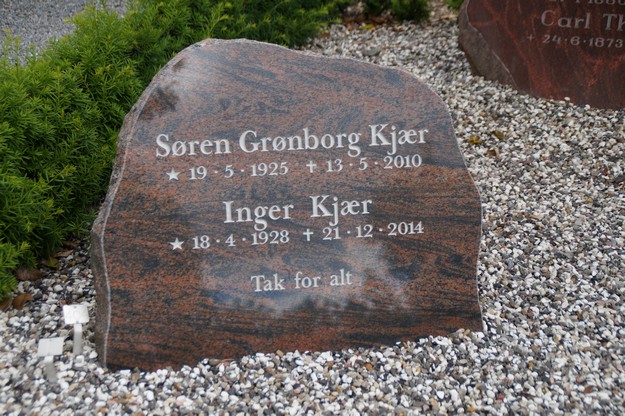 Søren Grønborg Kjær
★ 19 · 5 · 1925 ✝ 13 · 5 · 2010
Inger Kjær
★ 18 · 4 · 1928 ✝ 21 · 12 · 2014
Tak for alt
Carl
✝ 24 · 6 · 1873